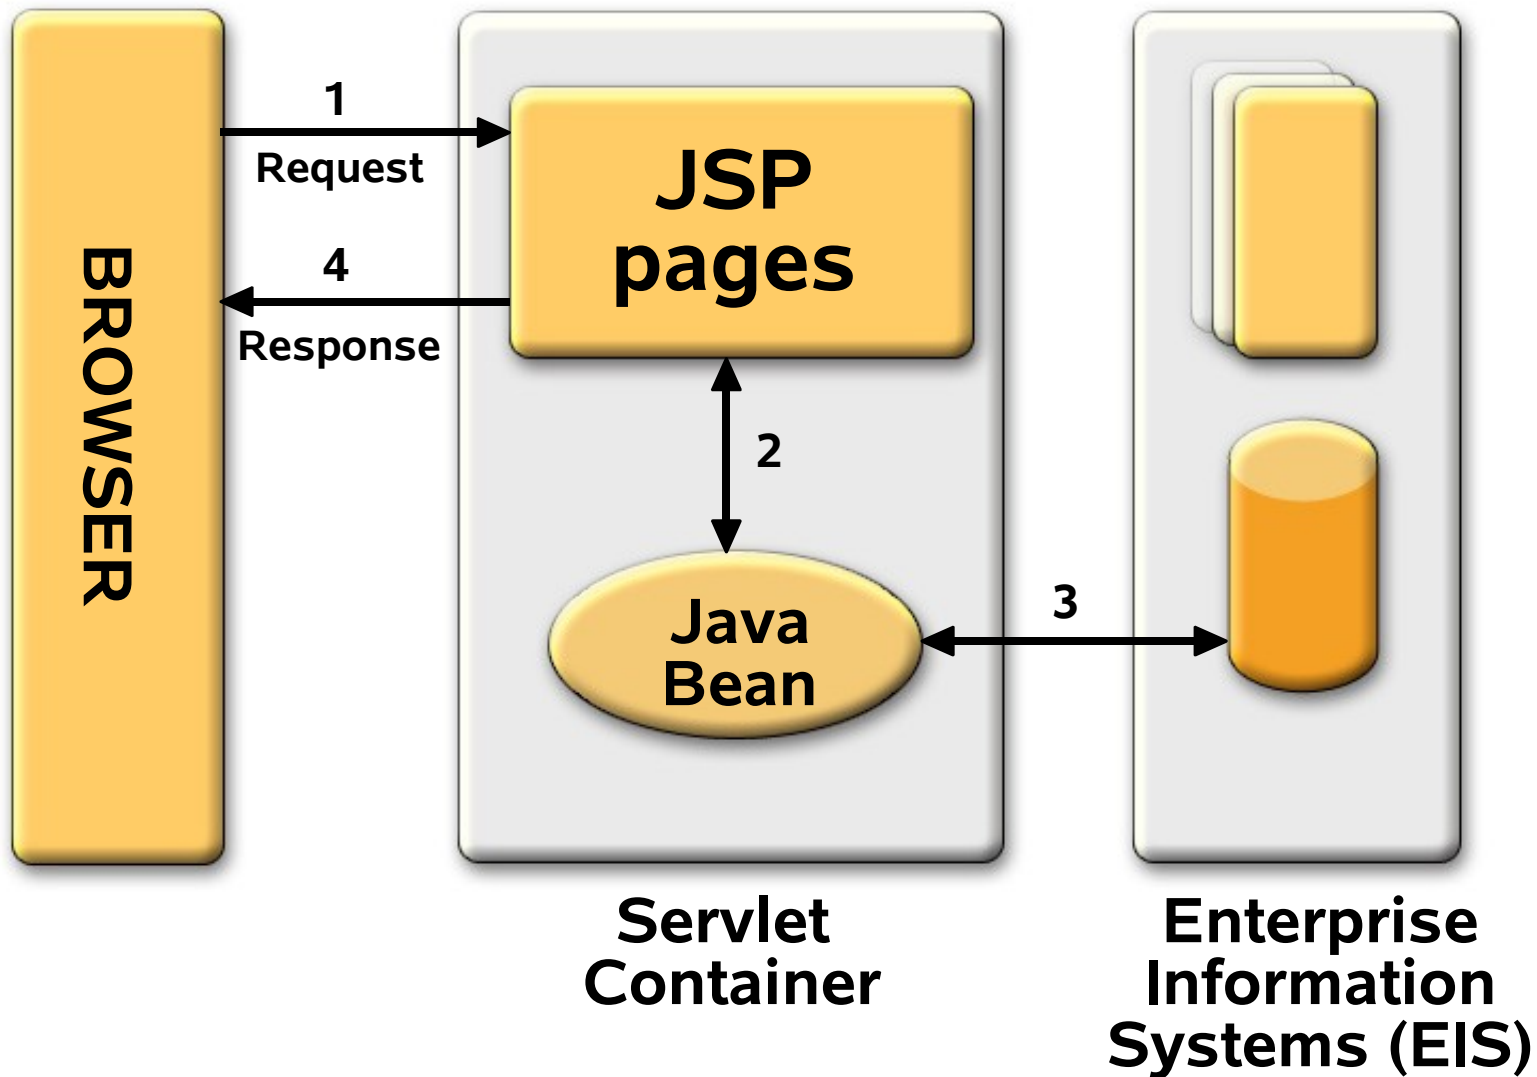 BROWSER
1
Request
4
Response
JSP
pages
2
Java
Bean
3
Servlet
Container
Enterprise
Information
Systems (EIS)